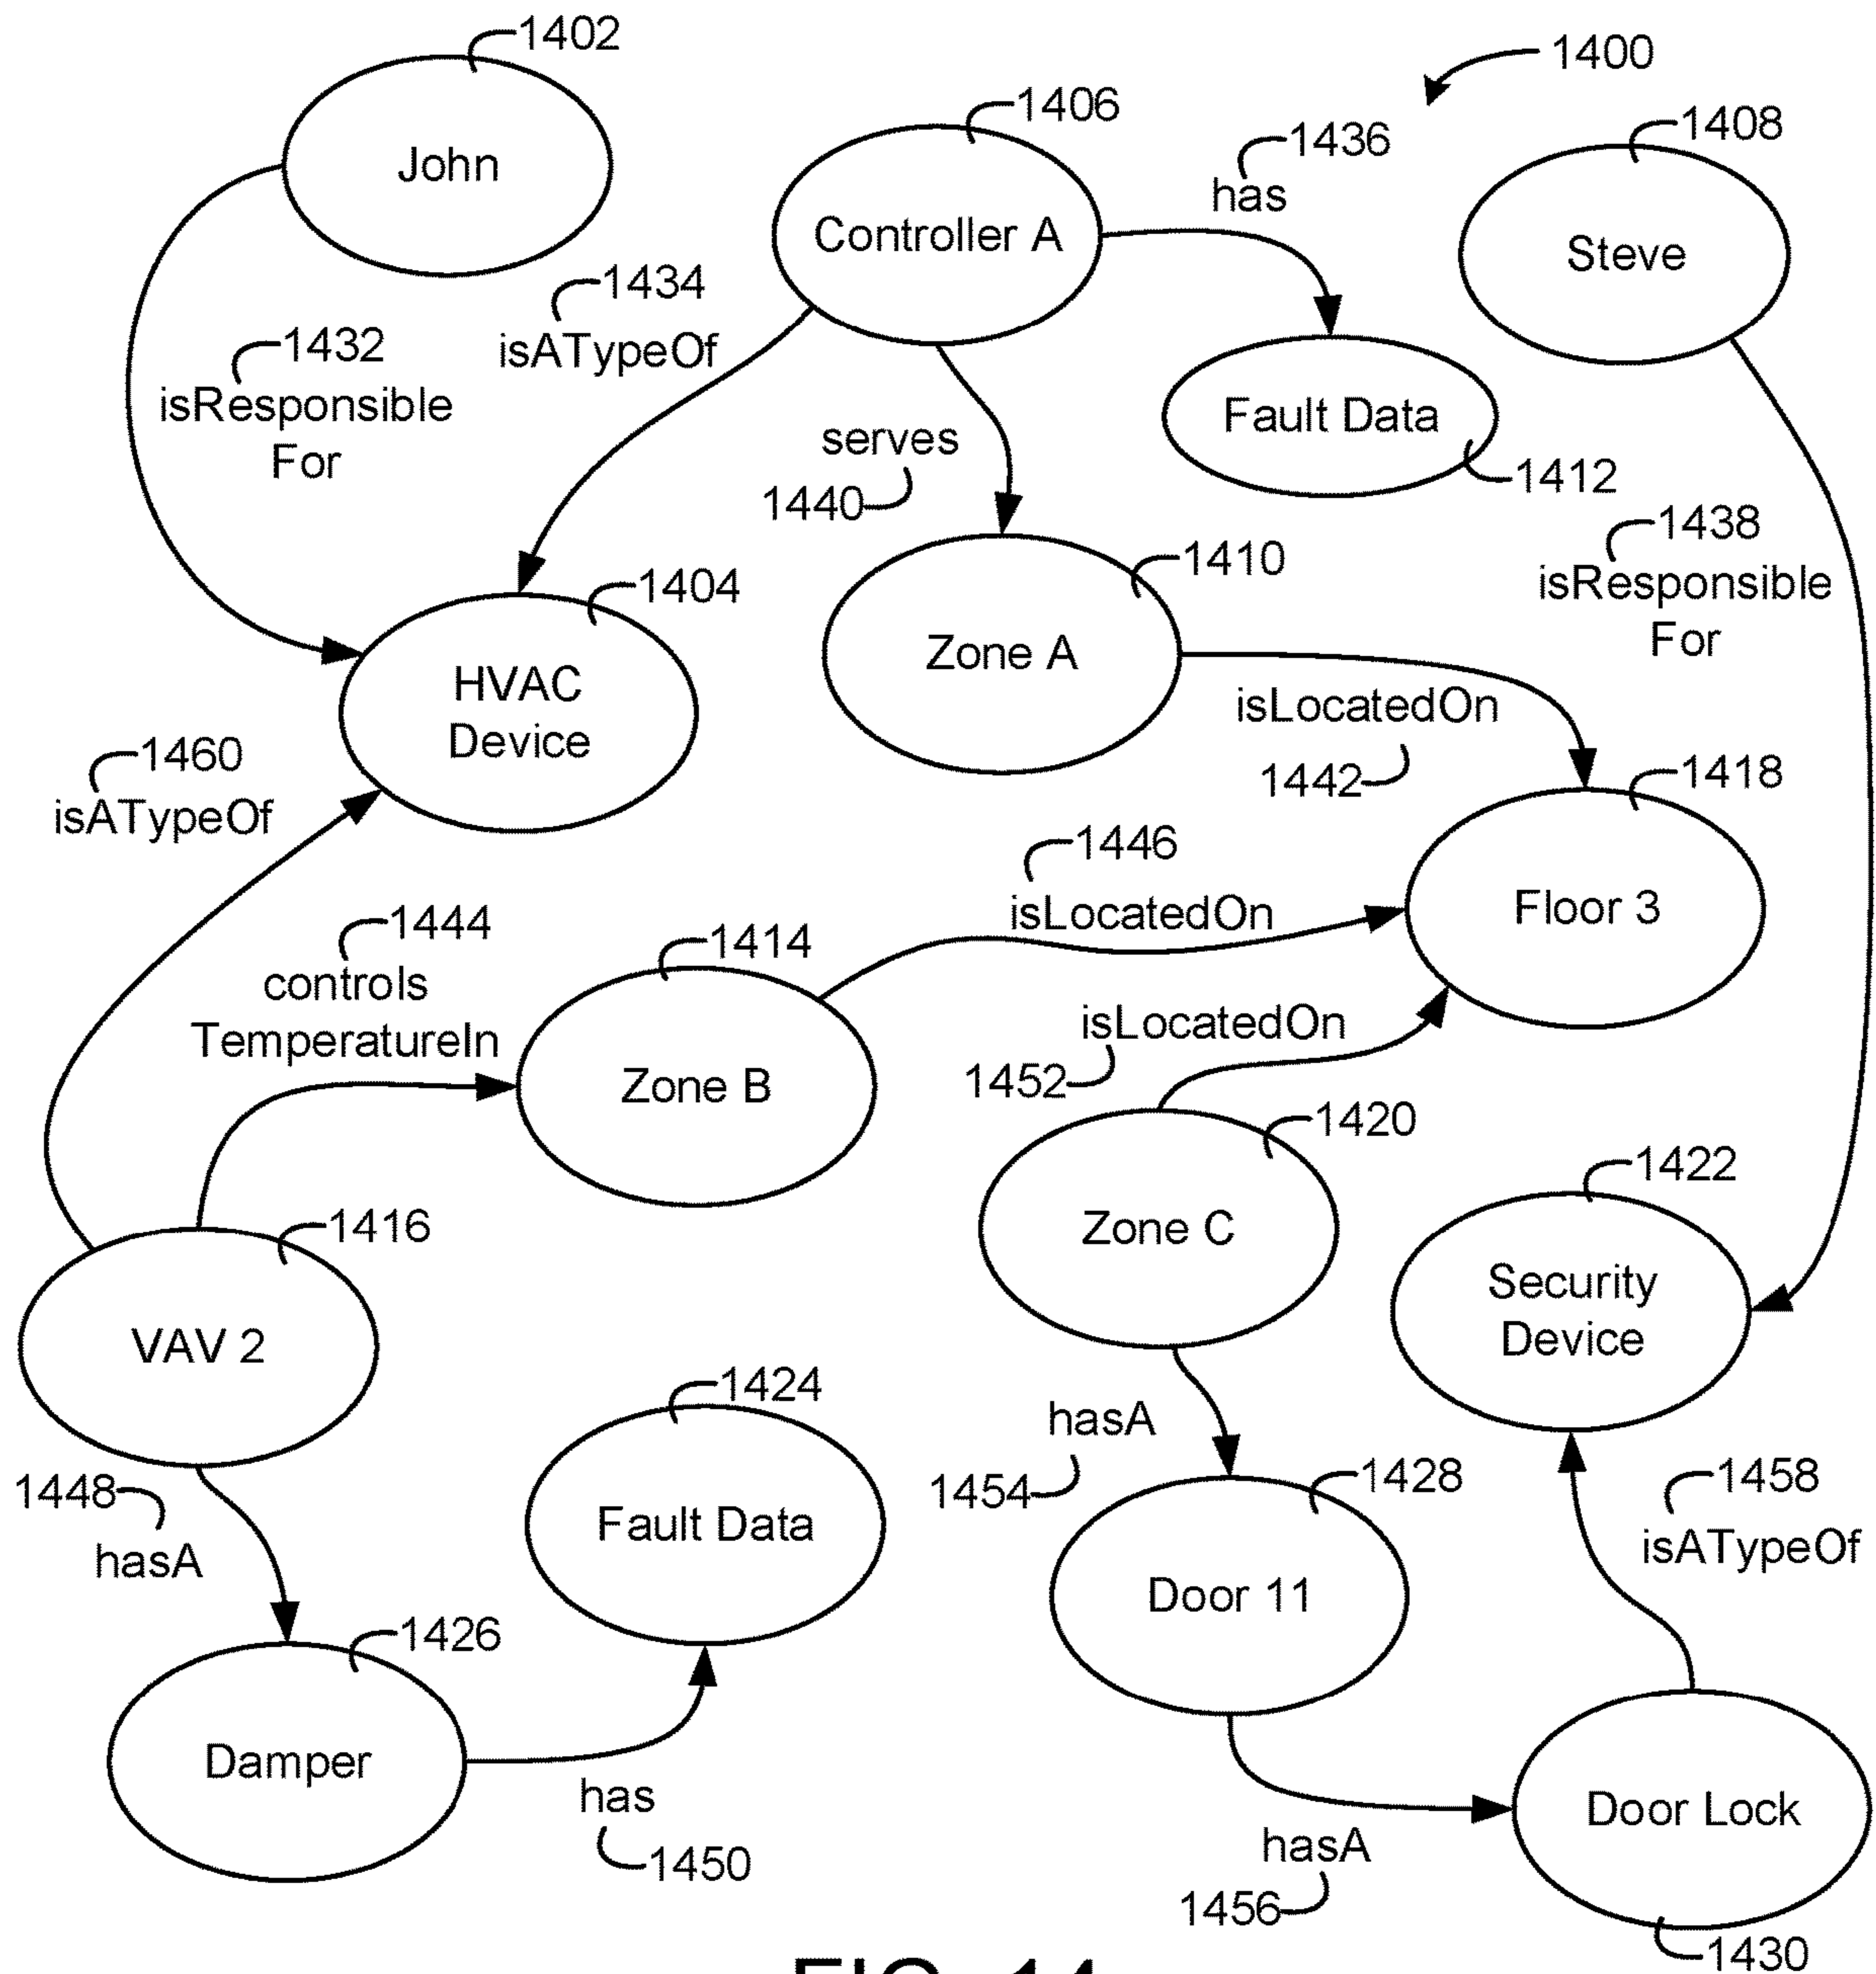 1402
1400
1406
1408
1436
John
has
Controller A
Steve
1434
isATypeOf
1432
isResponsible
For
Fault Data
serves
1440
1412
1438
isResponsible
For
1410
1404
Zone A
HVAC
Device
isLocatedOn
1442
1460
isATypeOf
1418
1446
isLocatedOn
Floor 3
1444
controls
TemperatureIn
1414
isLocatedOn
1452
Zone B
1420
1422
1416
Zone C
Security
Device
VAV 2
1424
hasA
1454
1428
1458
isATypeOf
1448
hasA
Fault Data
Door 11
1426
Damper
has
1450
Door Lock
hasA
1456
1430
FIG. 14